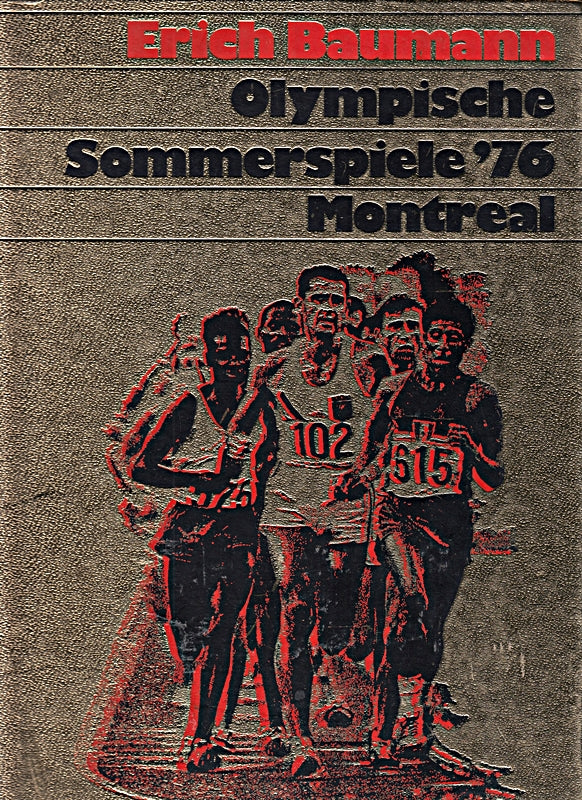 Erich Baumann
Olympische
Sommerspiele '76
Montreal
102
615